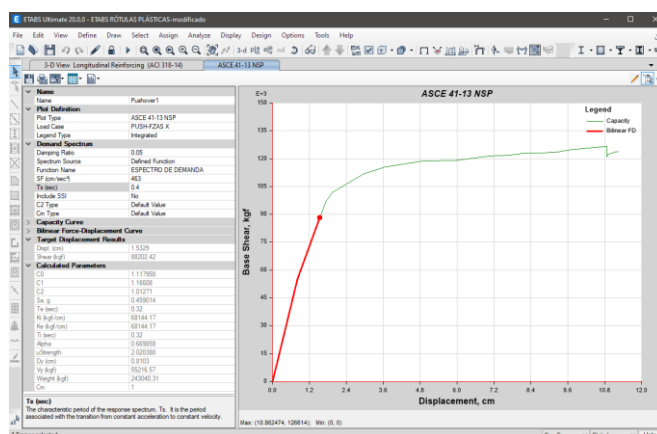 ETABS Ultimate 20.0.0 - ETABS RÓTULAS PLÁSTICAS-modificado
File Edit View Define Draw Select Assign Analyze Display Design Options Tools Help
3-D View Longitudinal Reinforcing (ACI 318-14) ASCE 41-13 NSP
Name
Name Pushover1
Plot Definition
Plot Type ASCE 41-13 NSP
Load Case PUSH-FZAS X
Legend Type Integrated
Demand Spectrum
Damping Ratio 0.05
Spectrum Source Defined Function
Function Name ESPECTRO DE DEMANDA
SF (cm/sec²) 463
Ts (sec) 0.4
Include SSI No
C2 Type Default Value
Cm Type Default Value
Capacity Curve
Bilinear Force-Displacement Curve
Target Displacement Results
Displ. (cm) 1.5329
Shear (kgf) 88202.42
Calculated Parameters
C0 1.117958
C1 1.16608
C2 1.01271
Sa, g 0.459014
Te (sec) 0.32
Ki (kgf/cm) 68144.17
Ke (kgf/cm) 68144.17
Ti (sec) 0.32
Alpha 0.669858
uStrength 2.020388
Dy (cm) 0.8103
Vy (kgf) 55216.57
Weight (kgf) 243040.31
Cm 1
Ts (sec)
The characteristic period of the response spectrum, Ts. It is the period
associated with the transition from constant acceleration to constant velocity.
ASCE 41-13 NSP
E+3
150
135
120
105
90
75
60
45
30
15
0
Base Shear, kgf
Legend
Capacity
Bilinear FD
0.0 1.2 2.4 3.6 4.8 6.0 7.2 8.4 9.6 10.8 12.0
Displacement, cm
Max: (10.862474, 126614); Min: (0, 0)